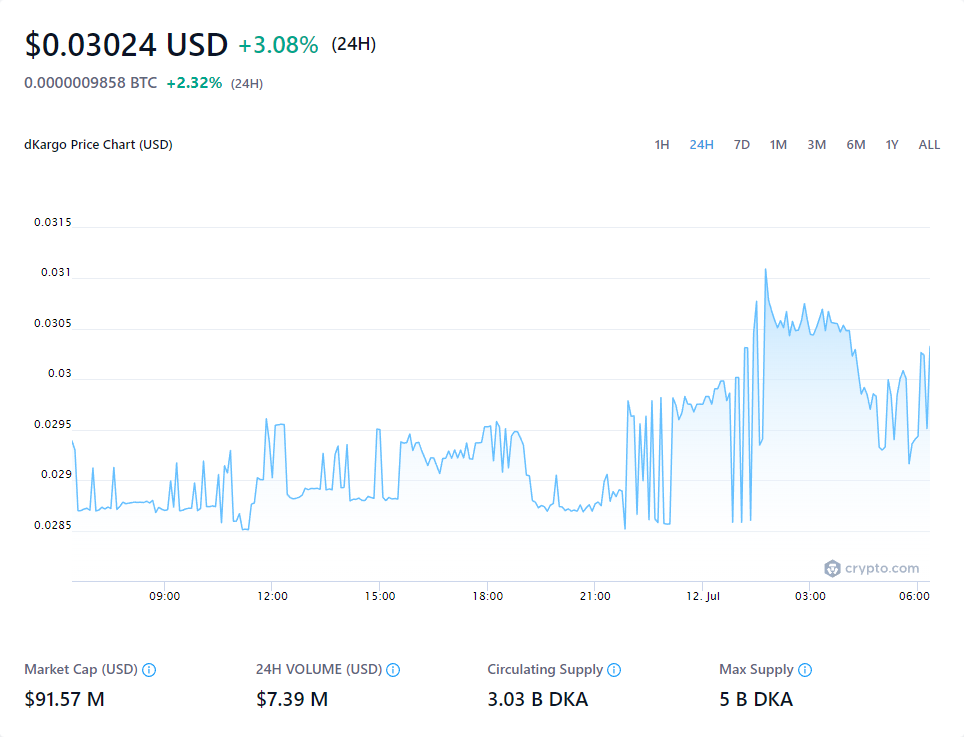 $0.03024 USD +3.08% (24H)
0.0000009858 BTC +2.32% (24H)
dKargo Price Chart (USD) 1H 24H 7D 1M 3M 6M 1Y ALL
0.0315
0.031
0.0305
0.03
0.0295
0.029
0.0285
crypto.com
09:00 12:00 15:00 18:00 21:00 12. Jul 03:00 06:00
Market Cap (USD) 24H VOLUME (USD) Circulating Supply Max Supply
$91.57 M $7.39 M 3.03 B DKA 5 B DKA